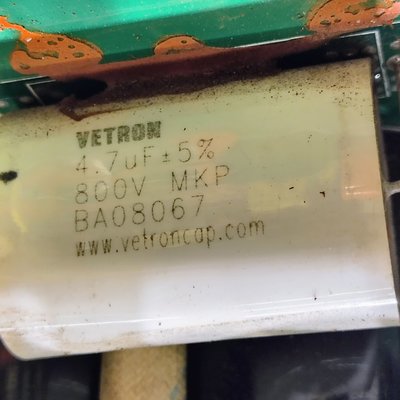 VETRON
4.7uF ± 5%
800V MKP
BA08067
www.vetroncap.com